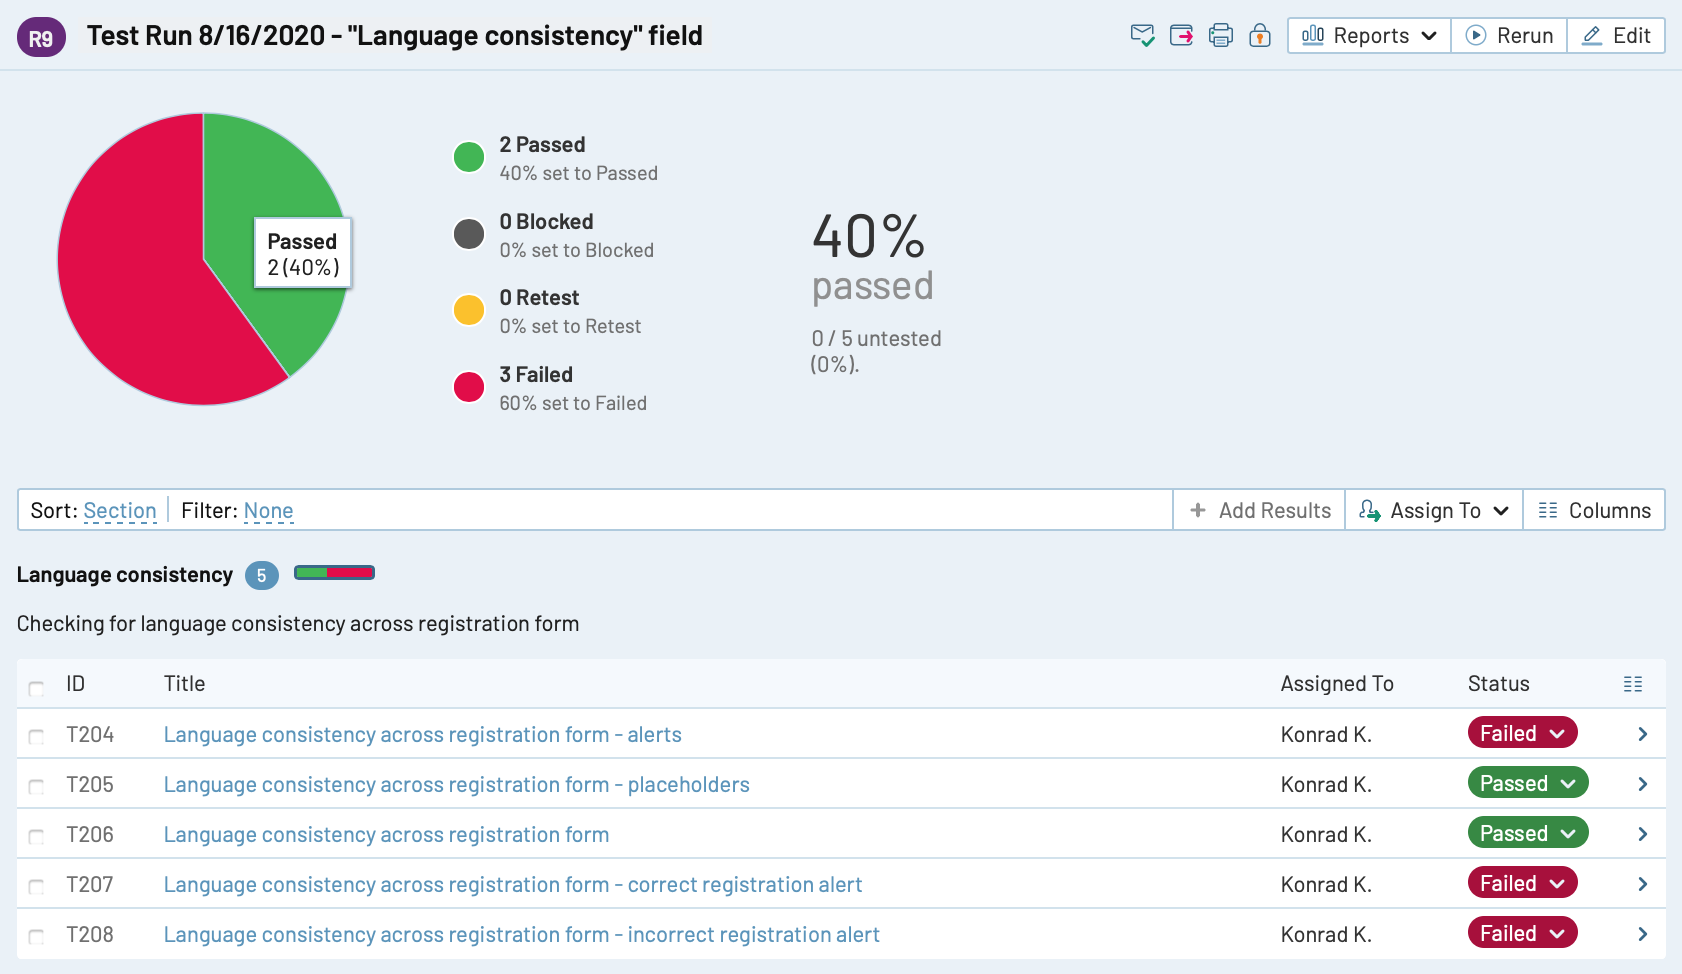 R9 Test Run 8/16/2020 - "Language consistency" field Reports Rerun Edit
Passed
2 (40%)
2 Passed
40% set to Passed
0 Blocked
0% set to Blocked
0 Retest
0% set to Retest
3 Failed
60% set to Failed
40%
passed
0 / 5 untested
(0%).
Sort: Section Filter: None Add Results Assign To Columns
Language consistency 5
Checking for language consistency across registration form
ID Title Assigned To Status
T204 Language consistency across registration form - alerts Konrad K. Failed
T205 Language consistency across registration form - placeholders Konrad K. Passed
T206 Language consistency across registration form Konrad K. Passed
T207 Language consistency across registration form - correct registration alert Konrad K. Failed
T208 Language consistency across registration form - incorrect registration alert Konrad K. Failed